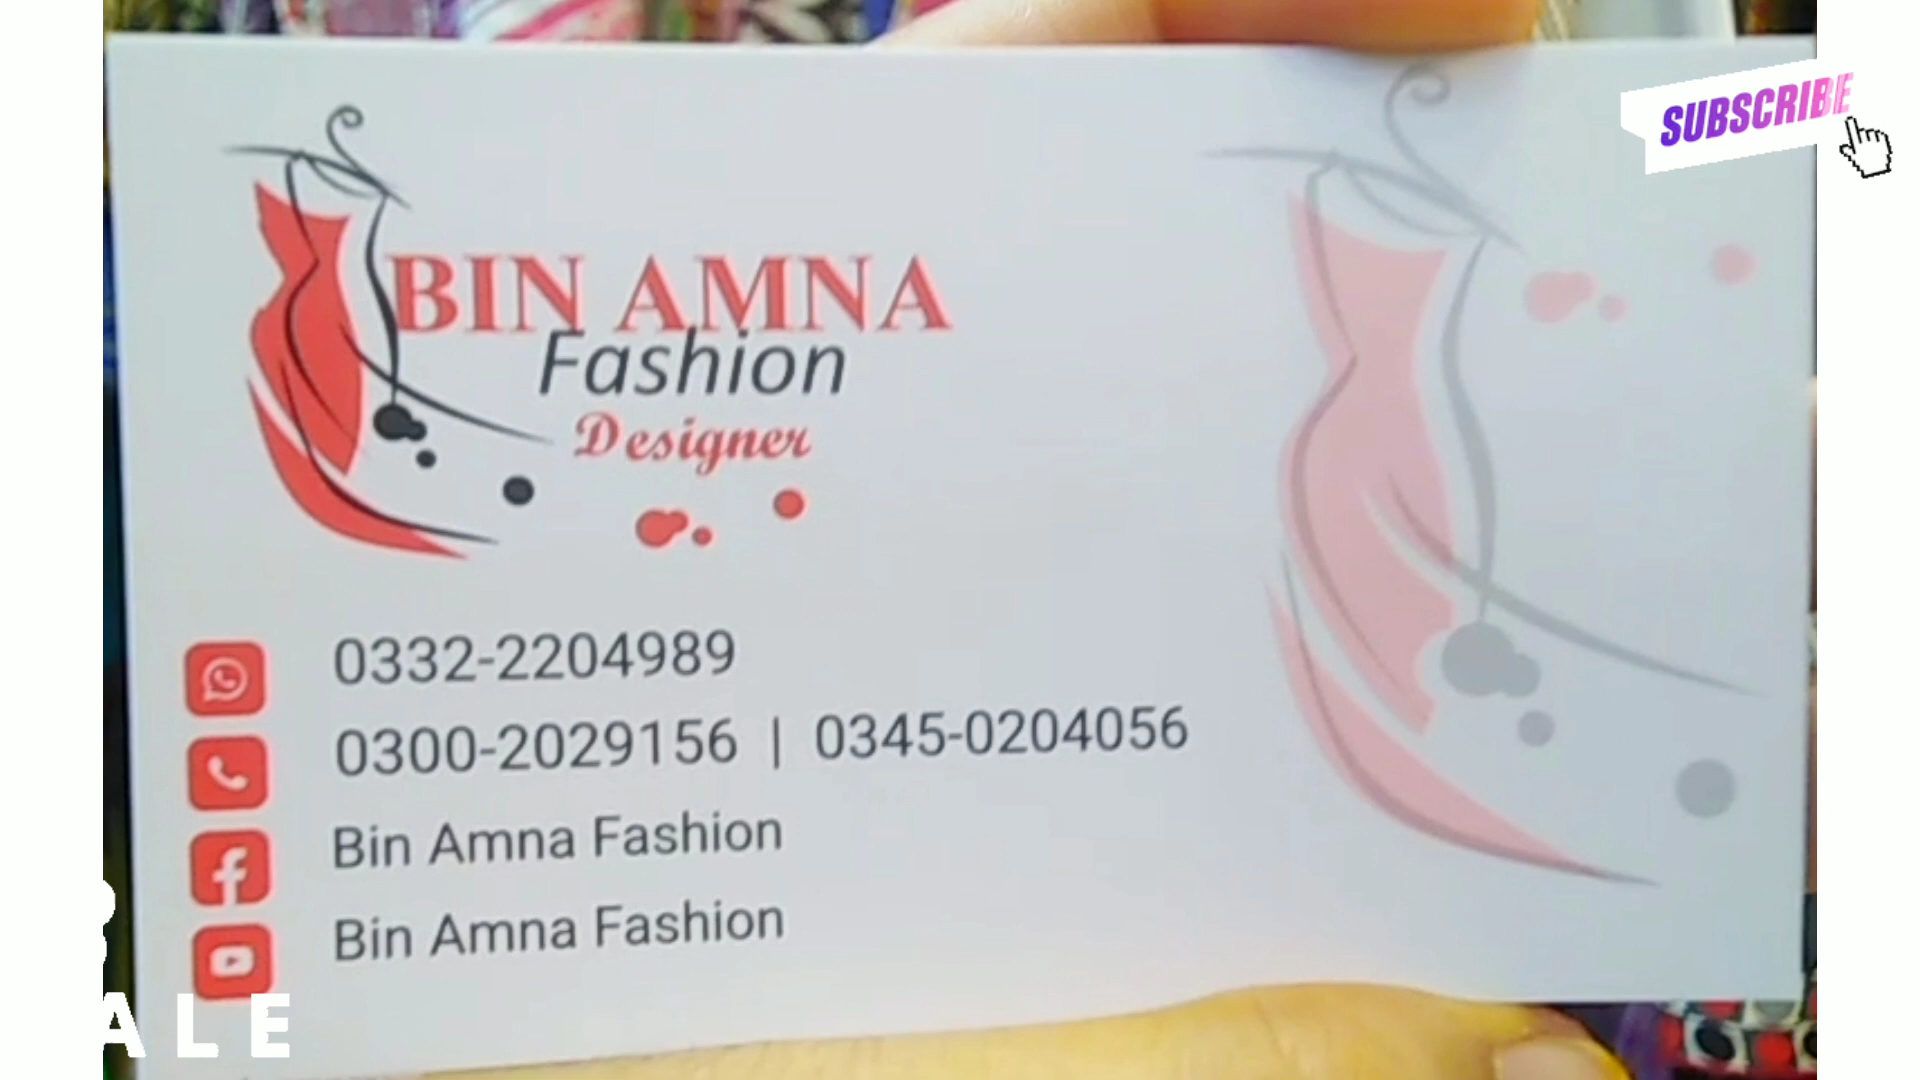 SUBSCRIBE
BIN AMNA
Fashion
Designer
0332-2204989
0300-2029156 | 0345-0204056
Bin Amna Fashion
Bin Amna Fashion
ALE